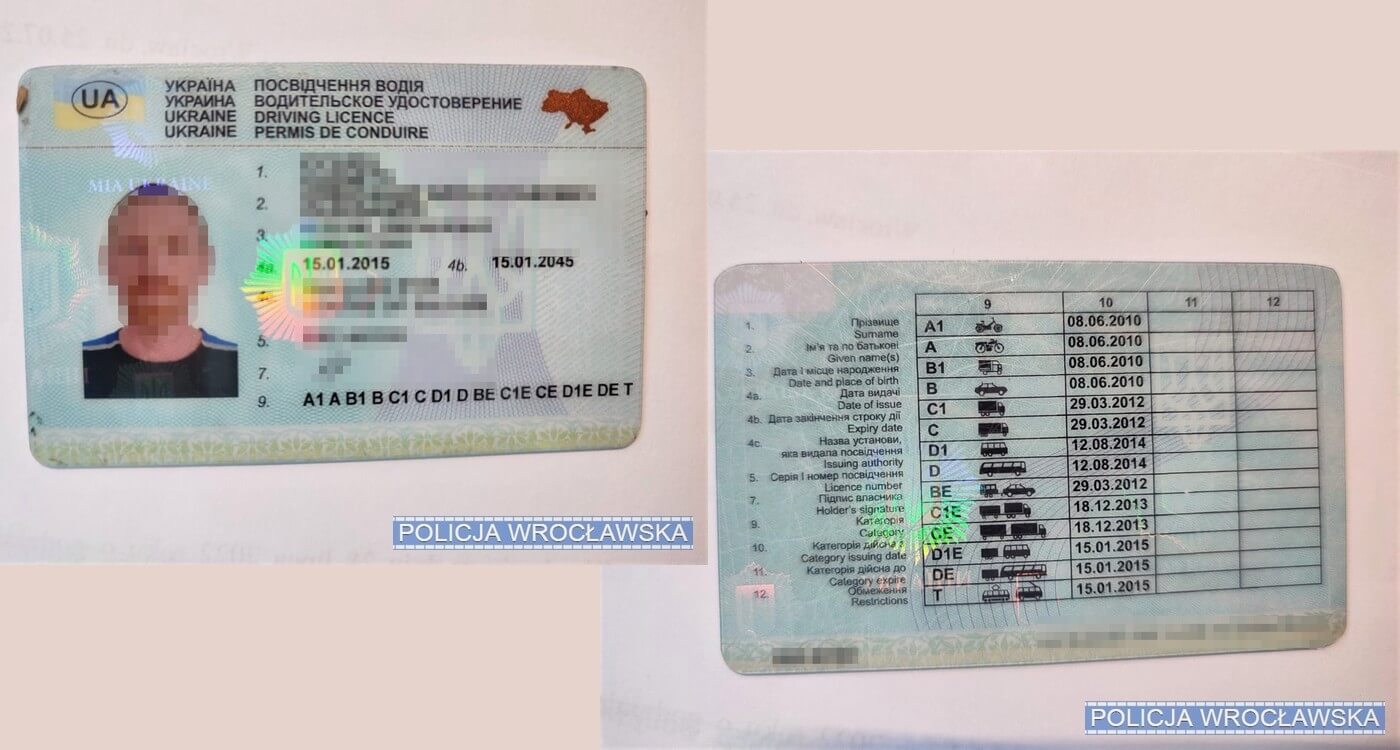 UA
УКРАЇНА ПОСВІДЧЕННЯ ВОДІЯ
УКРАИНА ВОДИТЕЛЬСКОЕ УДОСТОВЕРЕНИЕ
UKRAINE DRIVING LICENCE
UKRAINE PERMIS DE CONDUIRE
MIA UKRAINE
1.
2.
3.
4a. 15.01.2015 4b. 15.01.2045
5.
7.
9. A1 A B1 B C1 C D1 D BE C1E CE D1E DE T
POLICJA WROCŁAWSKA
1. Прізвище
Surname
2. Ім'я та по батькові
Given name(s)
3. Дата і місце народження
Date and place of birth
4a. Дата видачі
Date of issue
4b. Дата закінчення строку дії
Expiry date
4c. Назва установи,
яка видала посвідчення
Issuing authority
5. Серія і номер посвідчення
Licence number
7. Підпис власника
Holder's signature
9. Категорія
Category
10. Категорія дійсна з
Category issuing date
11. Категорія дійсна до
Category expire
12. Обмеження
Restrictions
9 10 11 12
A1 08.06.2010
A 08.06.2010
B1 08.06.2010
B 08.06.2010
C1 29.03.2012
C 29.03.2012
D1 12.08.2014
D 12.08.2014
BE 29.03.2012
C1E 18.12.2013
CE 18.12.2013
D1E 15.01.2015
DE 15.01.2015
T 15.01.2015
POLICJA WROCŁAWSKA